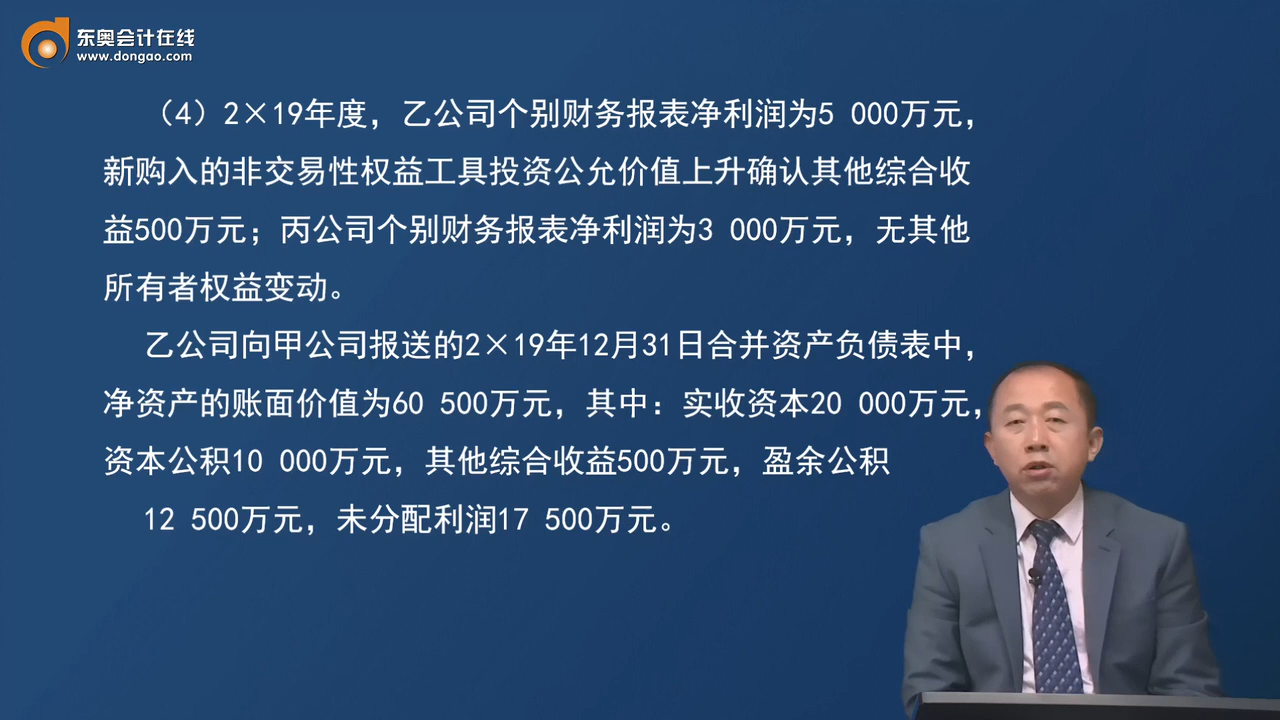 东奥会计在线
www.dongao.com
（4）2×19年度，乙公司个别财务报表净利润为5 000万元，
新购入的非交易性权益工具投资公允价值上升确认其他综合收
益500万元；丙公司个别财务报表净利润为3 000万元，无其他
所有者权益变动。
乙公司向甲公司报送的2×19年12月31日合并资产负债表中，
净资产的账面价值为60 500万元，其中：实收资本20 000万元，
资本公积10 000万元，其他综合收益500万元，盈余公积
12 500万元，未分配利润17 500万元。